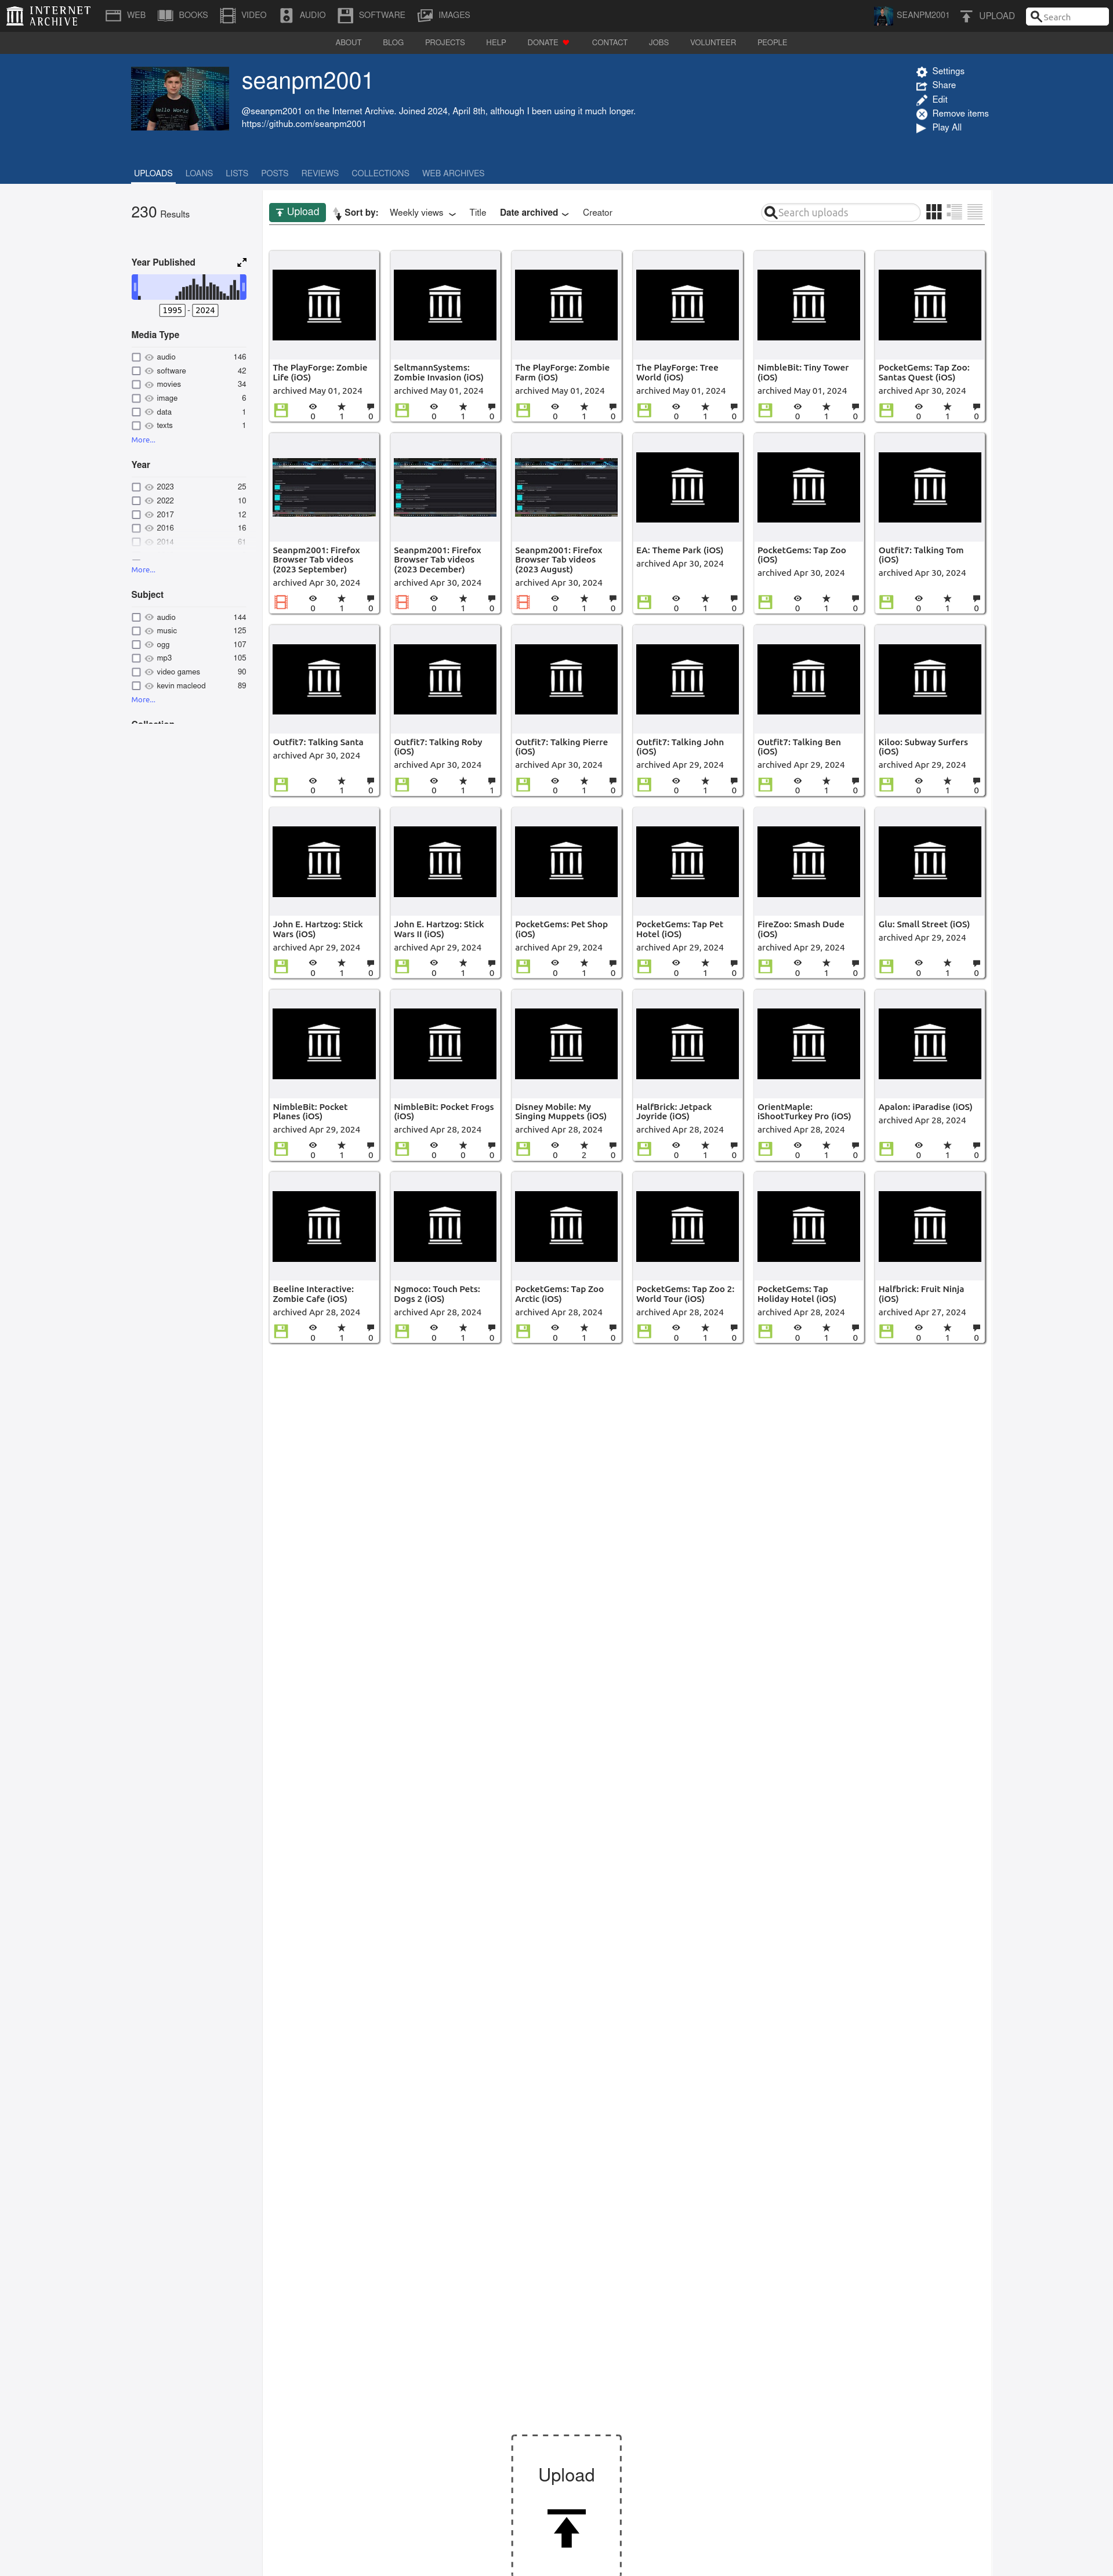 INTERNET ARCHIVE
WEB BOOKS VIDEO AUDIO SOFTWARE IMAGES SEANPM2001 UPLOAD Search
ABOUT BLOG PROJECTS HELP DONATE CONTACT JOBS VOLUNTEER PEOPLE
seanpm2001
@seanpm2001 on the Internet Archive. Joined 2024, April 8th, although I been using it much longer.
https://github.com/seanpm2001
Settings
Share
Edit
Remove items
Play All
UPLOADS LOANS LISTS POSTS REVIEWS COLLECTIONS WEB ARCHIVES
230 Results
Year Published
1995 - 2024
Media Type
audio 146
software 42
movies 34
image 6
data 1
texts 1
More...
Year
2023 25
2022 10
2017 12
2016 16
2014 61
More...
Subject
audio 144
music 125
ogg 107
mp3 105
video games 90
kevin macleod 89
More...
Collection
Upload Sort by: Weekly views Title Date archived Creator Search uploads
The PlayForge: Zombie Life (iOS)
archived May 01, 2024
0 1 0
SeltmannSystems: Zombie Invasion (iOS)
archived May 01, 2024
0 1 0
The PlayForge: Zombie Farm (iOS)
archived May 01, 2024
0 1 0
The PlayForge: Tree World (iOS)
archived May 01, 2024
0 1 0
NimbleBit: Tiny Tower (iOS)
archived May 01, 2024
0 1 0
PocketGems: Tap Zoo: Santas Quest (iOS)
archived Apr 30, 2024
0 1 0
Seanpm2001: Firefox Browser Tab videos (2023 September)
archived Apr 30, 2024
0 1 0
Seanpm2001: Firefox Browser Tab videos (2023 December)
archived Apr 30, 2024
0 1 0
Seanpm2001: Firefox Browser Tab videos (2023 August)
archived Apr 30, 2024
0 1 0
EA: Theme Park (iOS)
archived Apr 30, 2024
0 1 0
PocketGems: Tap Zoo (iOS)
archived Apr 30, 2024
0 1 0
Outfit7: Talking Tom (iOS)
archived Apr 30, 2024
0 1 0
Outfit7: Talking Santa
archived Apr 30, 2024
0 1 0
Outfit7: Talking Roby (iOS)
archived Apr 30, 2024
0 1 1
Outfit7: Talking Pierre (iOS)
archived Apr 30, 2024
0 1 0
Outfit7: Talking John (iOS)
archived Apr 29, 2024
0 1 0
Outfit7: Talking Ben (iOS)
archived Apr 29, 2024
0 1 0
Kiloo: Subway Surfers (iOS)
archived Apr 29, 2024
0 1 0
John E. Hartzog: Stick Wars (iOS)
archived Apr 29, 2024
0 1 0
John E. Hartzog: Stick Wars II (iOS)
archived Apr 29, 2024
0 1 0
PocketGems: Pet Shop (iOS)
archived Apr 29, 2024
0 1 0
PocketGems: Tap Pet Hotel (iOS)
archived Apr 29, 2024
0 1 0
FireZoo: Smash Dude (iOS)
archived Apr 29, 2024
0 1 0
Glu: Small Street (iOS)
archived Apr 29, 2024
0 1 0
NimbleBit: Pocket Planes (iOS)
archived Apr 29, 2024
0 1 0
NimbleBit: Pocket Frogs (iOS)
archived Apr 28, 2024
0 0 0
Disney Mobile: My Singing Muppets (iOS)
archived Apr 28, 2024
0 2 0
HalfBrick: Jetpack Joyride (iOS)
archived Apr 28, 2024
0 1 0
OrientMaple: iShootTurkey Pro (iOS)
archived Apr 28, 2024
0 1 0
Apalon: iParadise (iOS)
archived Apr 28, 2024
0 1 0
Beeline Interactive: Zombie Cafe (iOS)
archived Apr 28, 2024
0 1 0
Ngmoco: Touch Pets: Dogs 2 (iOS)
archived Apr 28, 2024
0 1 0
PocketGems: Tap Zoo Arctic (iOS)
archived Apr 28, 2024
0 1 0
PocketGems: Tap Zoo 2: World Tour (iOS)
archived Apr 28, 2024
0 1 0
PocketGems: Tap Holiday Hotel (iOS)
archived Apr 28, 2024
0 1 0
Halfbrick: Fruit Ninja (iOS)
archived Apr 27, 2024
0 1 0
Upload